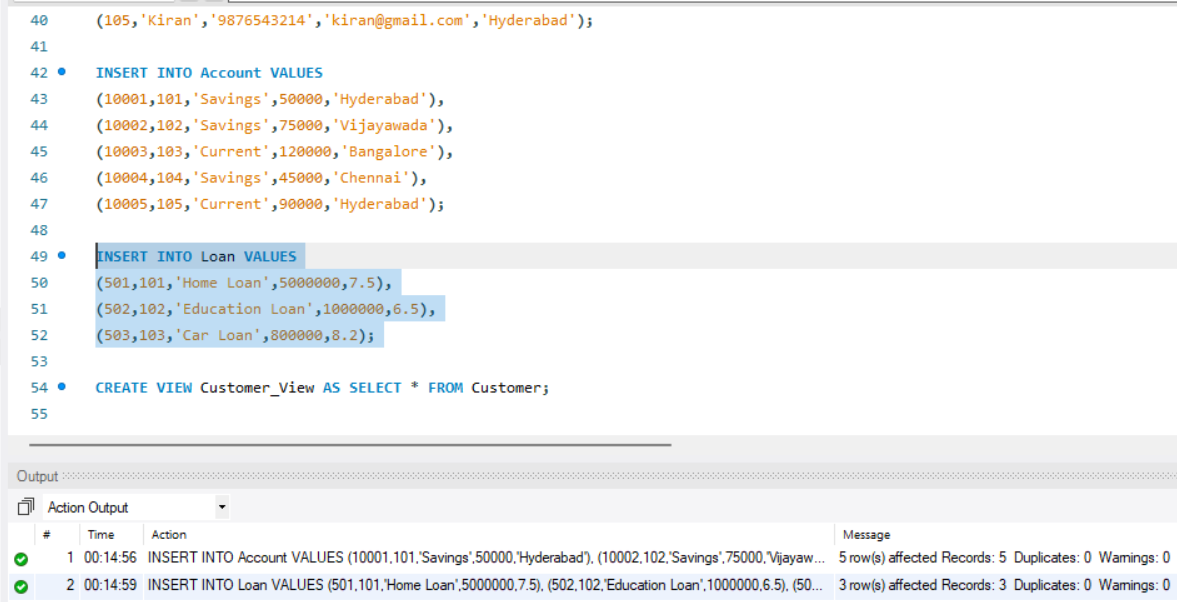 40 (105,'Kiran','9876543214','kiran@gmail.com','Hyderabad');
41
42 INSERT INTO Account VALUES
43 (10001,101,'Savings',50000,'Hyderabad'),
44 (10002,102,'Savings',75000,'Vijayawada'),
45 (10003,103,'Current',120000,'Bangalore'),
46 (10004,104,'Savings',45000,'Chennai'),
47 (10005,105,'Current',90000,'Hyderabad');
48
49 INSERT INTO Loan VALUES
50 (501,101,'Home Loan',5000000,7.5),
51 (502,102,'Education Loan',1000000,6.5),
52 (503,103,'Car Loan',800000,8.2);
53
54 CREATE VIEW Customer_View AS SELECT * FROM Customer;
55
Output
Action Output
# Time Action Message
1 00:14:56 INSERT INTO Account VALUES (10001,101,'Savings',50000,'Hyderabad'), (10002,102,'Savings',75000,'Vijayaw... 5 row(s) affected Records: 5 Duplicates: 0 Warnings: 0
2 00:14:59 INSERT INTO Loan VALUES (501,101,'Home Loan',5000000,7.5), (502,102,'Education Loan',1000000,6.5), (50... 3 row(s) affected Records: 3 Duplicates: 0 Warnings: 0